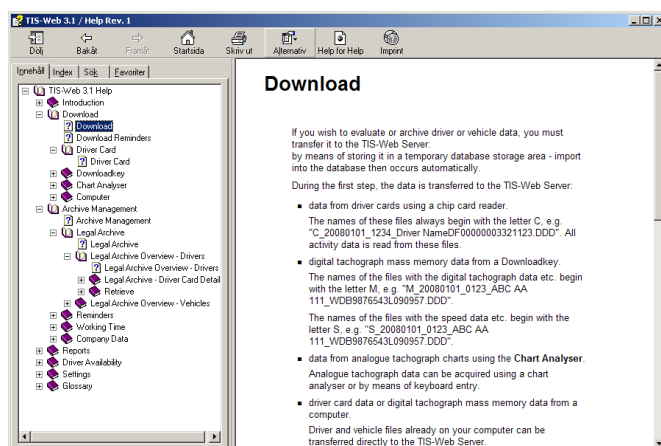 TIS-Web 3.1 / Help Rev. 1
Dölj Bakåt Framåt Startsida Skriv ut Alternativ Help for Help Imprint
Innehåll Index Sök Favoriter
TIS-Web 3.1 Help
Introduction
Download
Download
Download Reminders
Driver Card
Driver Card
Downloadkey
Chart Analyser
Computer
Archive Management
Archive Management
Legal Archive
Legal Archive
Legal Archive Overview - Drivers
Legal Archive Overview - Drivers
Legal Archive - Driver Card Detail
Retrieve
Legal Archive Overview - Vehicles
Reminders
Working Time
Company Data
Reports
Driver Availability
Settings
Glossary
Download
If you wish to evaluate or archive driver or vehicle data, you must
transfer it to the TIS-Web Server:
by means of storing it in a temporary database storage area - import
into the database then occurs automatically.
During the first step, the data is transferred to the TIS-Web Server:
▪ data from driver cards using a chip card reader.
The names of these files always begin with the letter C, e.g.
"C_20080101_1234_Driver NameDF00000003321123.DDD". All
activity data is read from these files.
▪ digital tachograph mass memory data from a Downloadkey.
The names of the files with the digital tachograph data etc. begin
with the letter M, e.g. "M_20080101_0123_ABC AA
111_WDB9876543L090957.DDD".
The names of the files with the speed data etc. begin with the
letter S, e.g. "S_20080101_0123_ABC AA
111_WDB9876543L090957.DDD".
▪ data from analogue tachograph charts using the Chart Analyser.
Analogue tachograph data can be acquired using a chart
analyser or by means of keyboard entry.
▪ driver card data or digital tachograph mass memory data from a
computer.
Driver and vehicle files already on your computer can be
transferred directly to the TIS-Web Server.